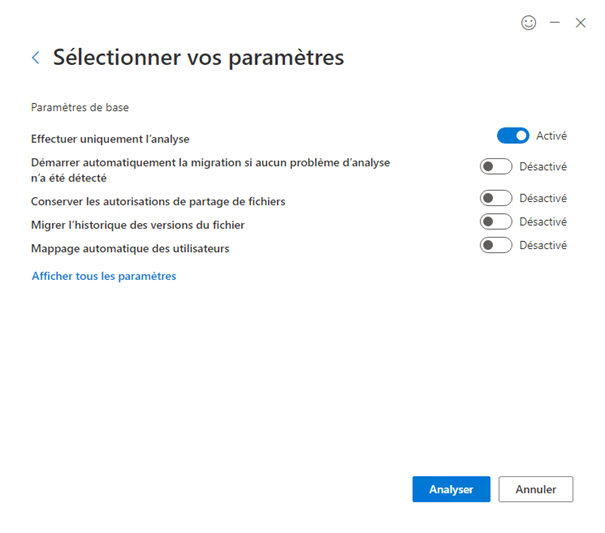 Sélectionner vos paramètres
Paramètres de base
Effectuer uniquement l’analyse
Activé
Démarrer automatiquement la migration si aucun problème d’analyse
n’a été détecté
Désactivé
Conserver les autorisations de partage de fichiers
Désactivé
Migrer l’historique des versions du fichier
Désactivé
Mappage automatique des utilisateurs
Désactivé
Afficher tous les paramètres
Analyser
Annuler